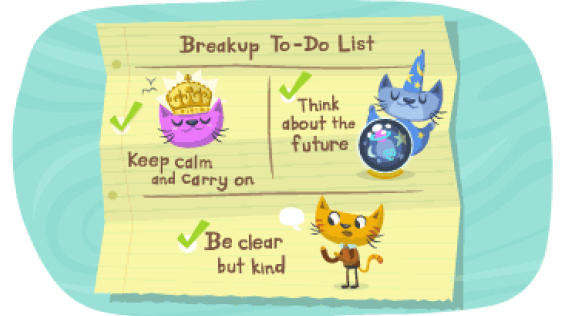 Breakup To-Do List
Keep calm
and carry on
Think
about the
future
Be clear
but kind